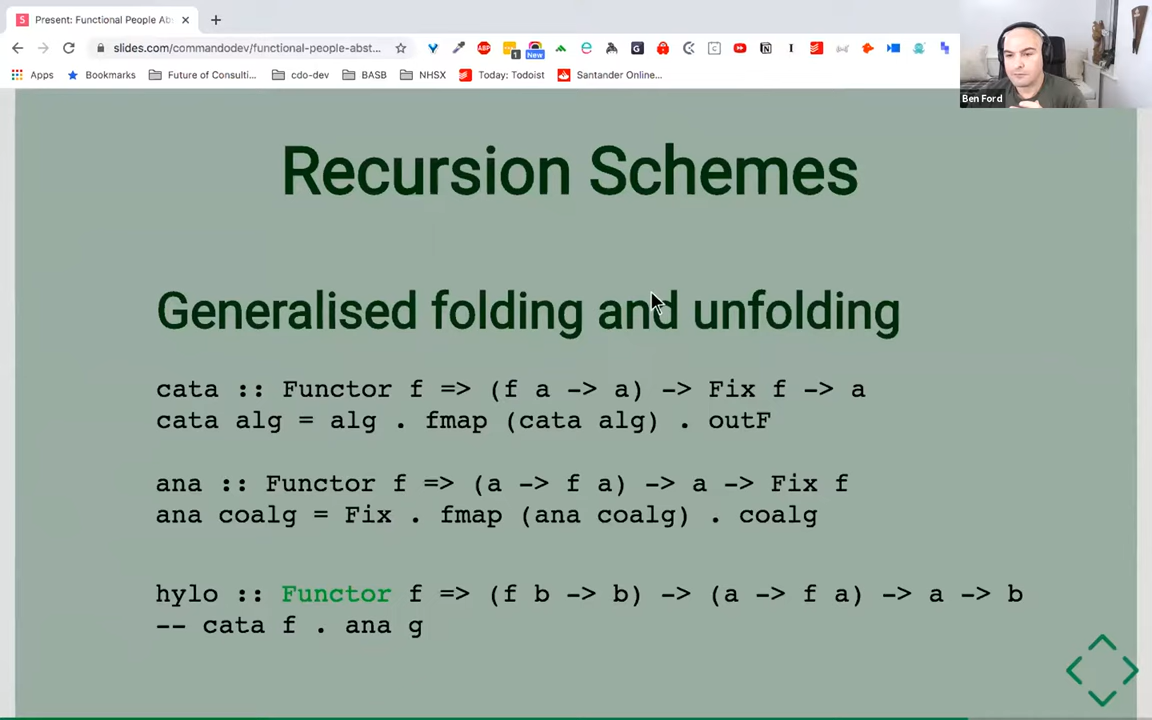 Present: Functional People Ab
slides.com/commandodev/functional-people-abst...
New
Apps
Bookmarks
Future of Consulti...
cdo-dev
BASB
NHSX
Today: Todoist
Santander Online...
Ben Ford
Recursion Schemes
Generalised folding and unfolding
cata :: Functor f => (f a -> a) -> Fix f -> a
cata alg = alg . fmap (cata alg) . outF
ana :: Functor f => (a -> f a) -> a -> Fix f
ana coalg = Fix . fmap (ana coalg) . coalg
hylo :: Functor f => (f b -> b) -> (a -> f a) -> a -> b
-- cata f . ana g